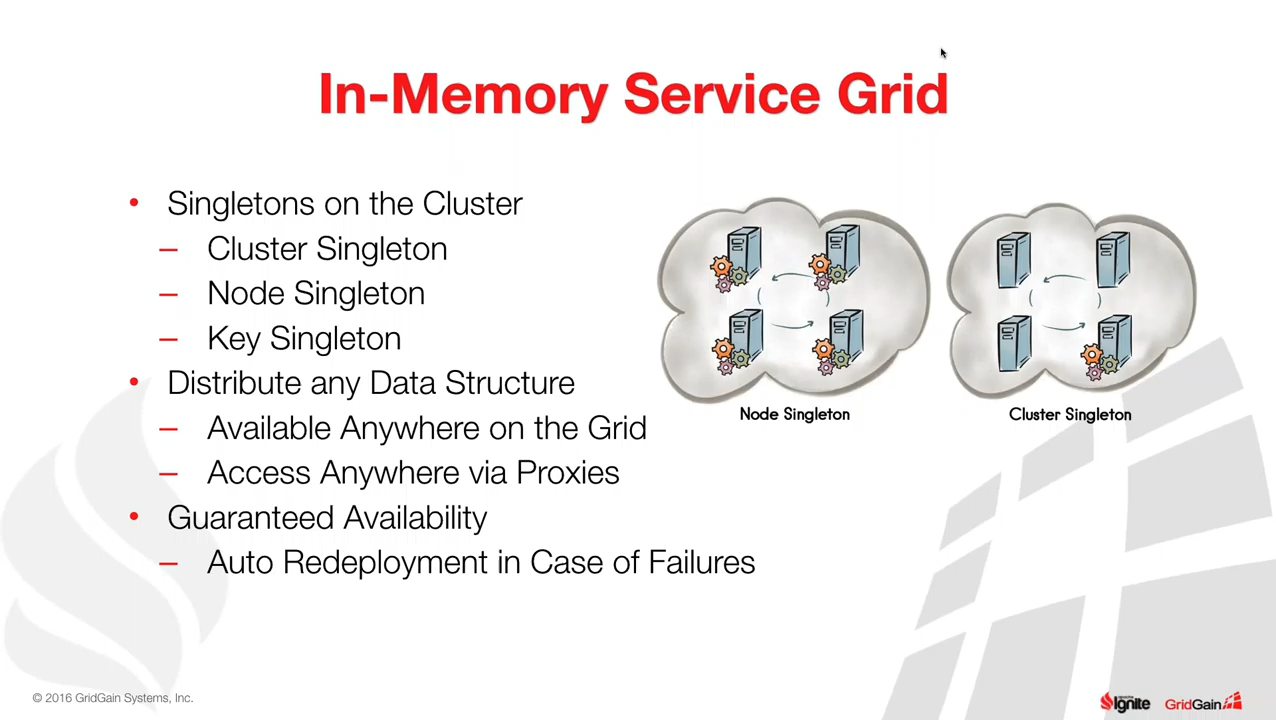 In-Memory Service Grid
• Singletons on the Cluster
– Cluster Singleton
– Node Singleton
– Key Singleton
• Distribute any Data Structure
– Available Anywhere on the Grid
– Access Anywhere via Proxies
• Guaranteed Availability
– Auto Redeployment in Case of Failures
Node Singleton
Cluster Singleton
© 2016 GridGain Systems, Inc.
Ignite
GridGain